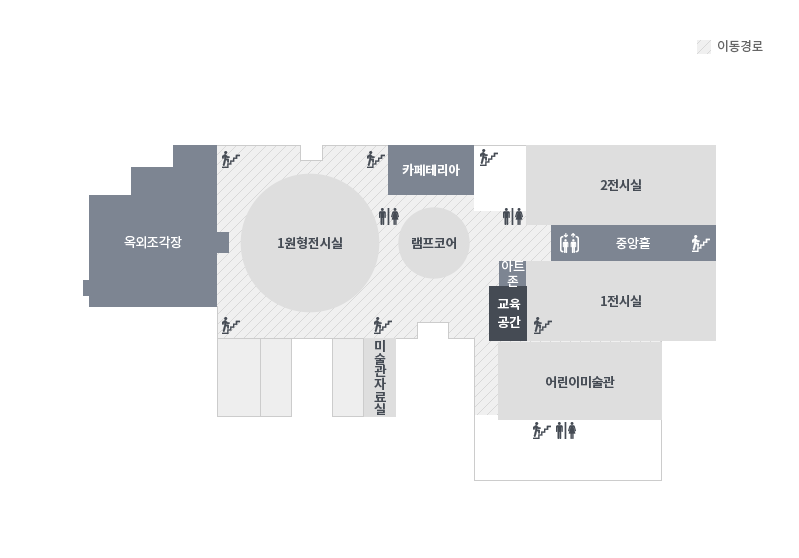 이동경로
카페테리아
2전시실
옥외조각장
1원형전시실
램프코어
중앙홀
아트
존
교육
공간
1전시실
미
술
관
자
료
실
어린이미술관